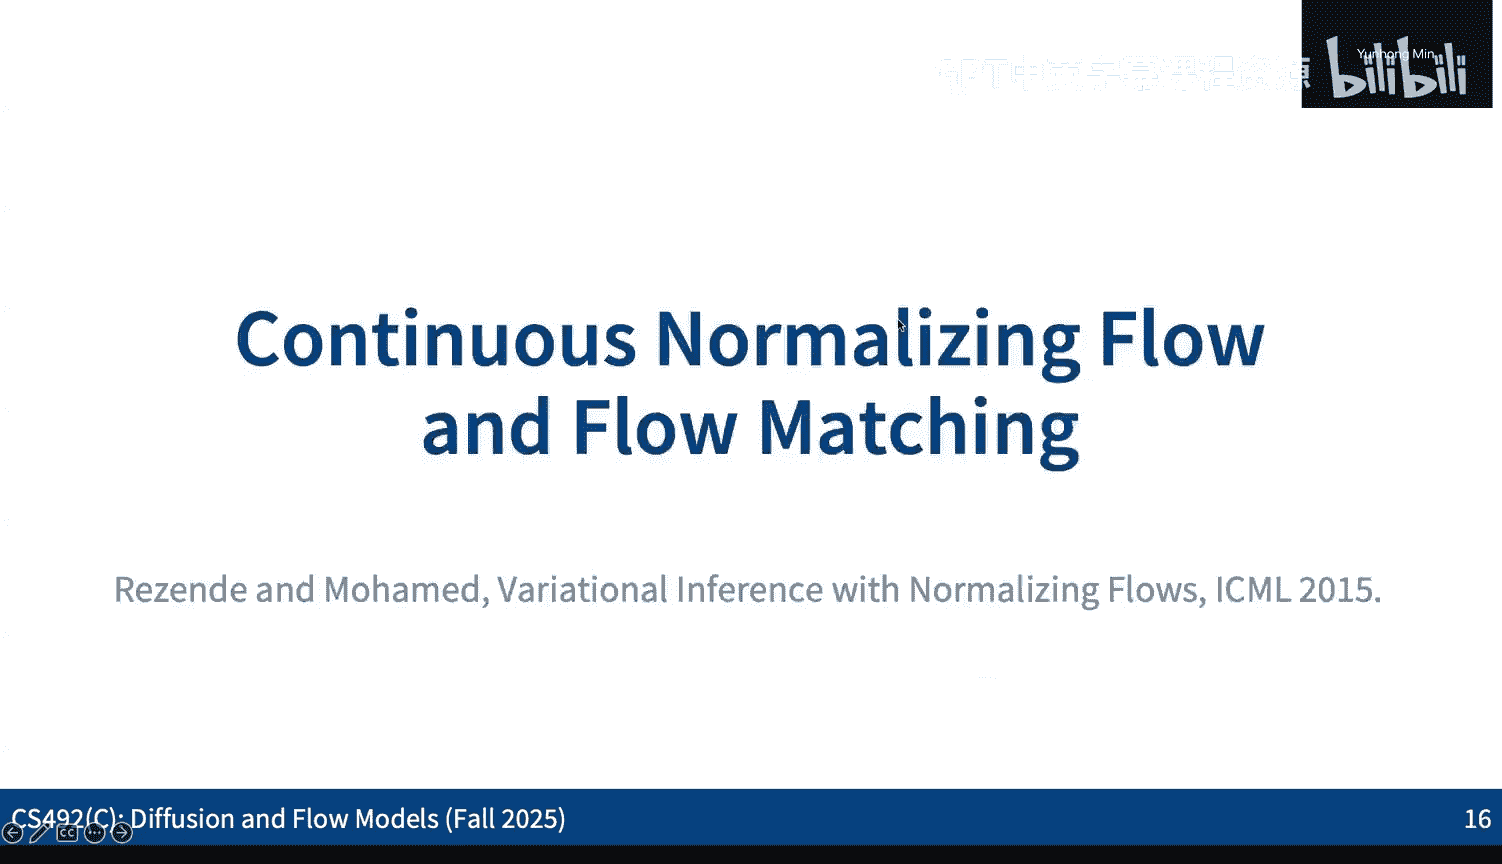 Yunhong Min
bilibili
Continuous Normalizing Flow
and Flow Matching
Rezende and Mohamed, Variational Inference with Normalizing Flows, ICML 2015.
CS492(C): Diffusion and Flow Models (Fall 2025)
CC
16